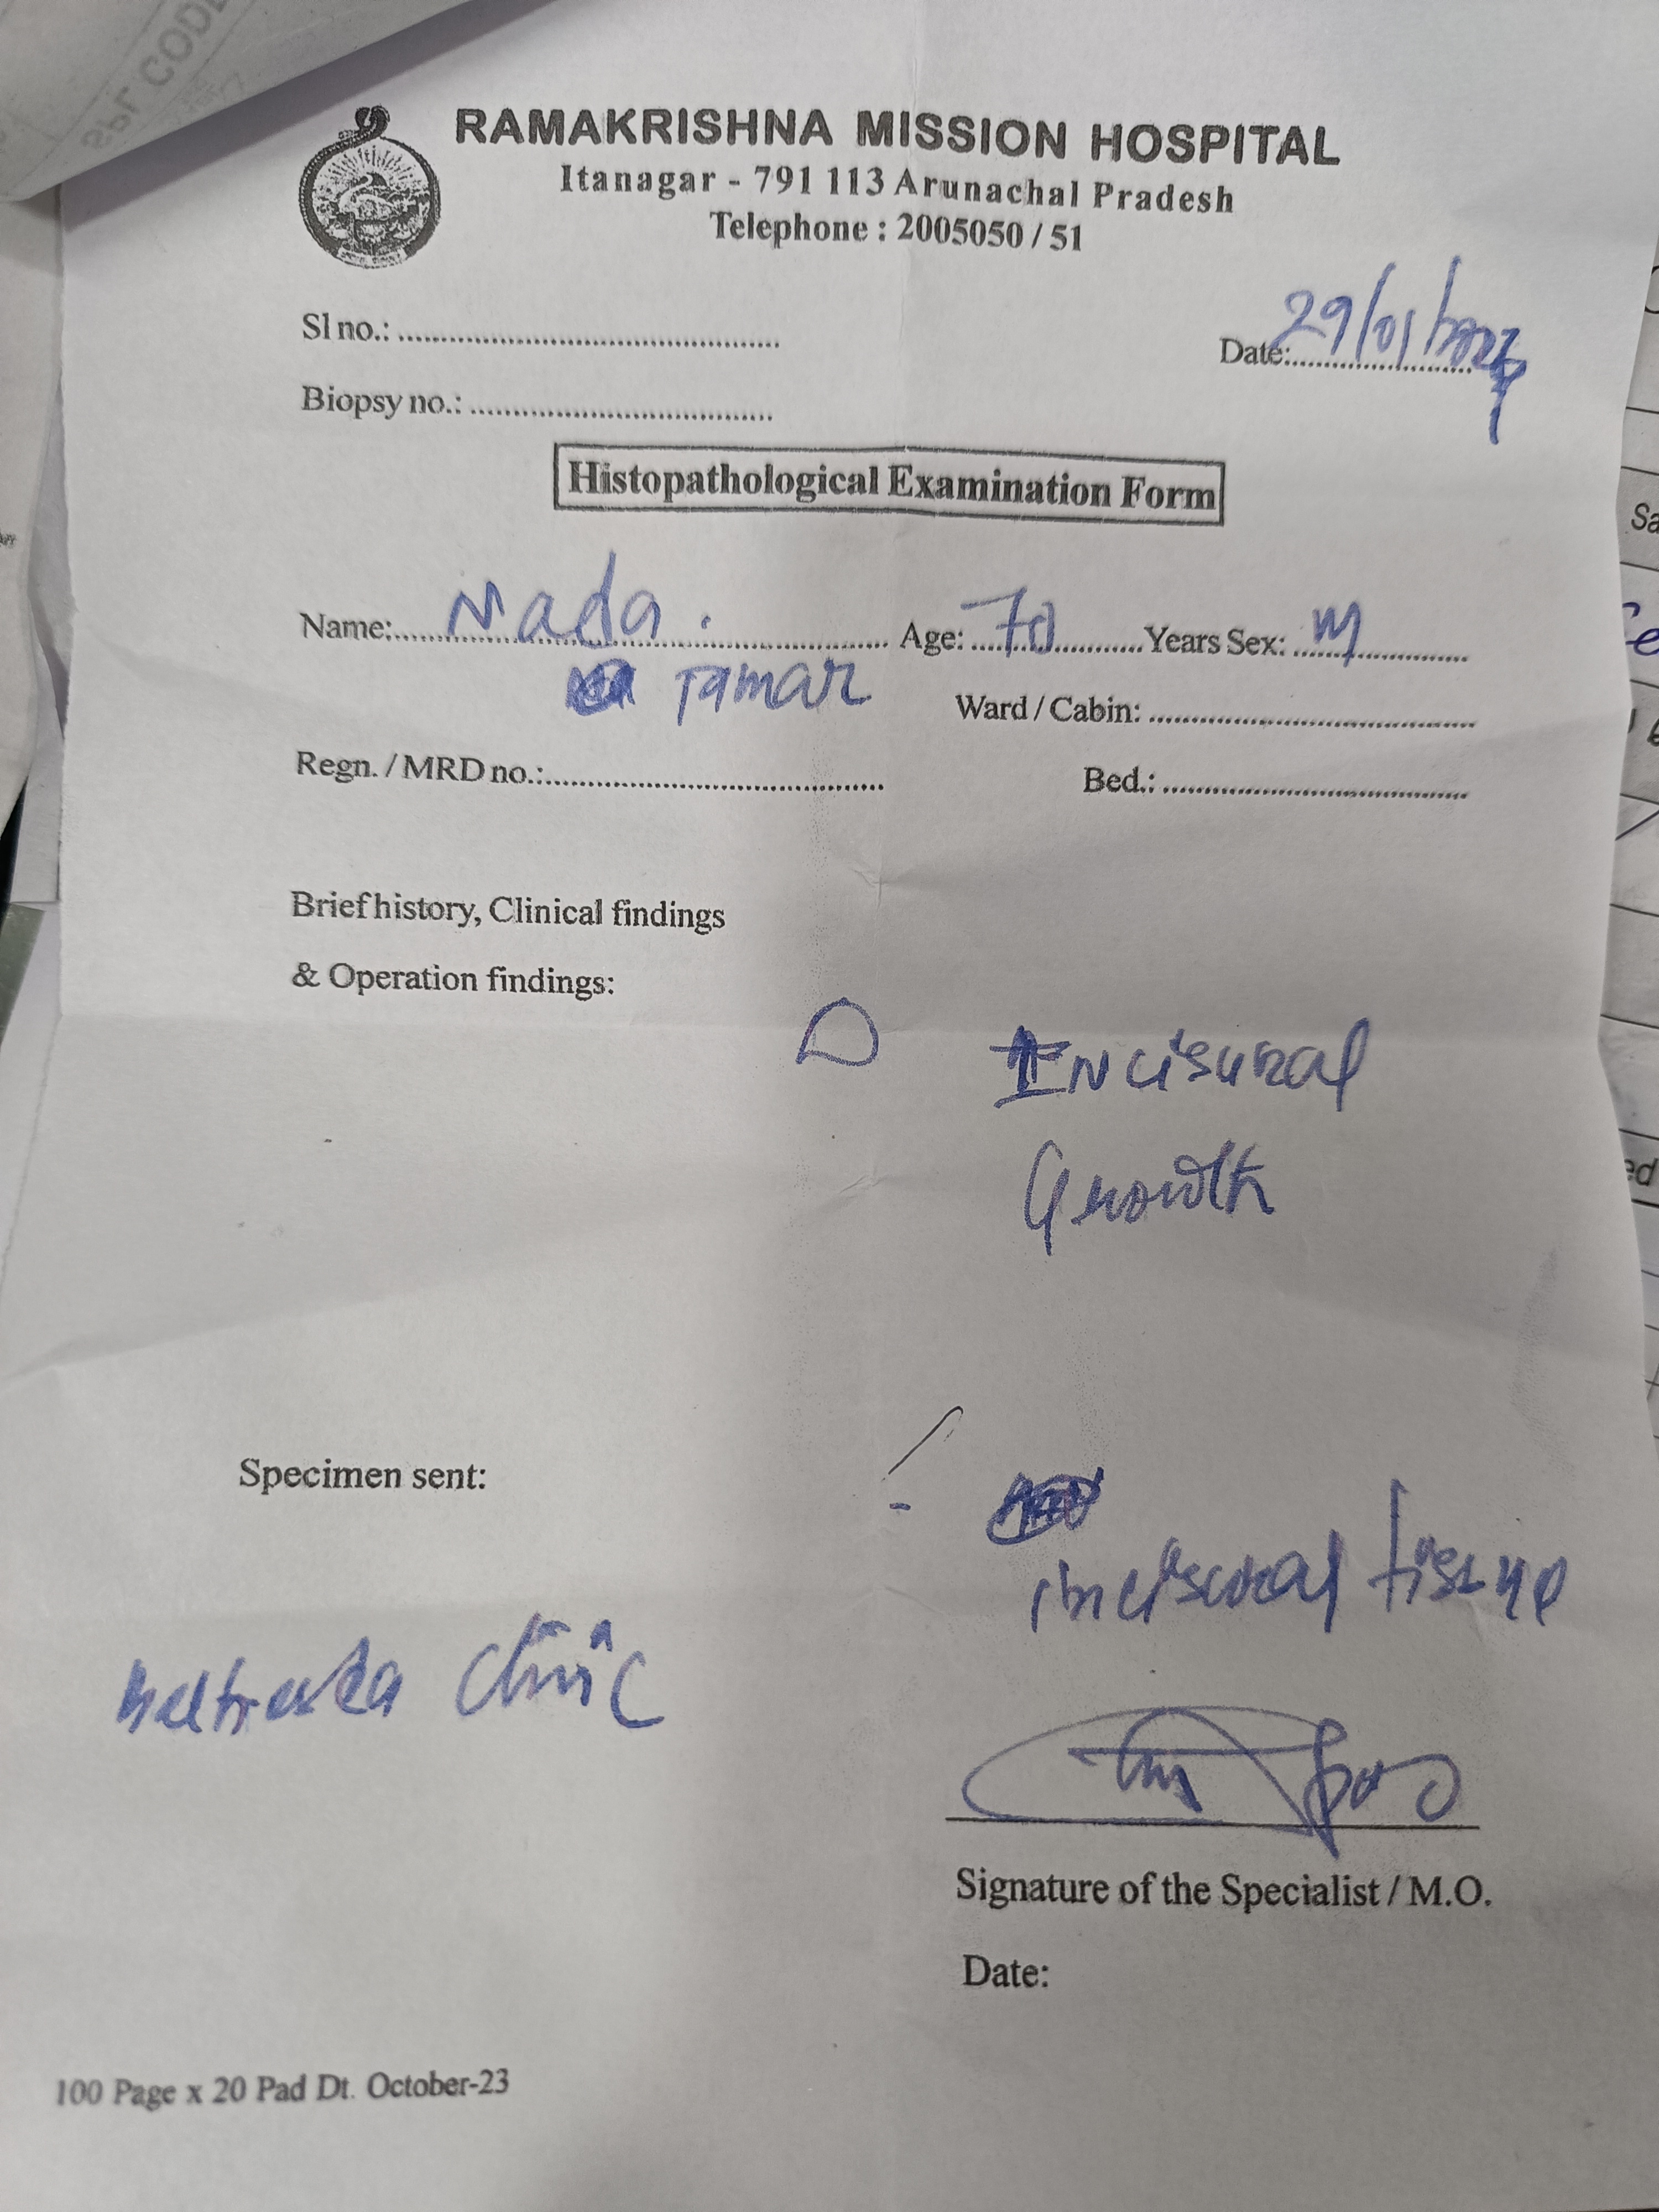 RAMAKRISHNA MISSION HOSPITAL
Itanagar - 791 113 Arunachal Pradesh
Telephone : 2005050 / 51
Sl no.: ................................................
Date: 29/01/
Biopsy no.: ......................................
Histopathological Examination Form
Name: Nada . Age: 70 Years Sex: M
Tamar
Ward / Cabin: ..........................................
Regn. / MRD no.: ...........................................
Bed.: ........................................
Brief history, Clinical findings
& Operation findings:
Encisural
Growth
Specimen sent:
-
incisural tissue
Clinic
Signature of the Specialist / M.O.
Date:
100 Page x 20 Pad Dt. October-23